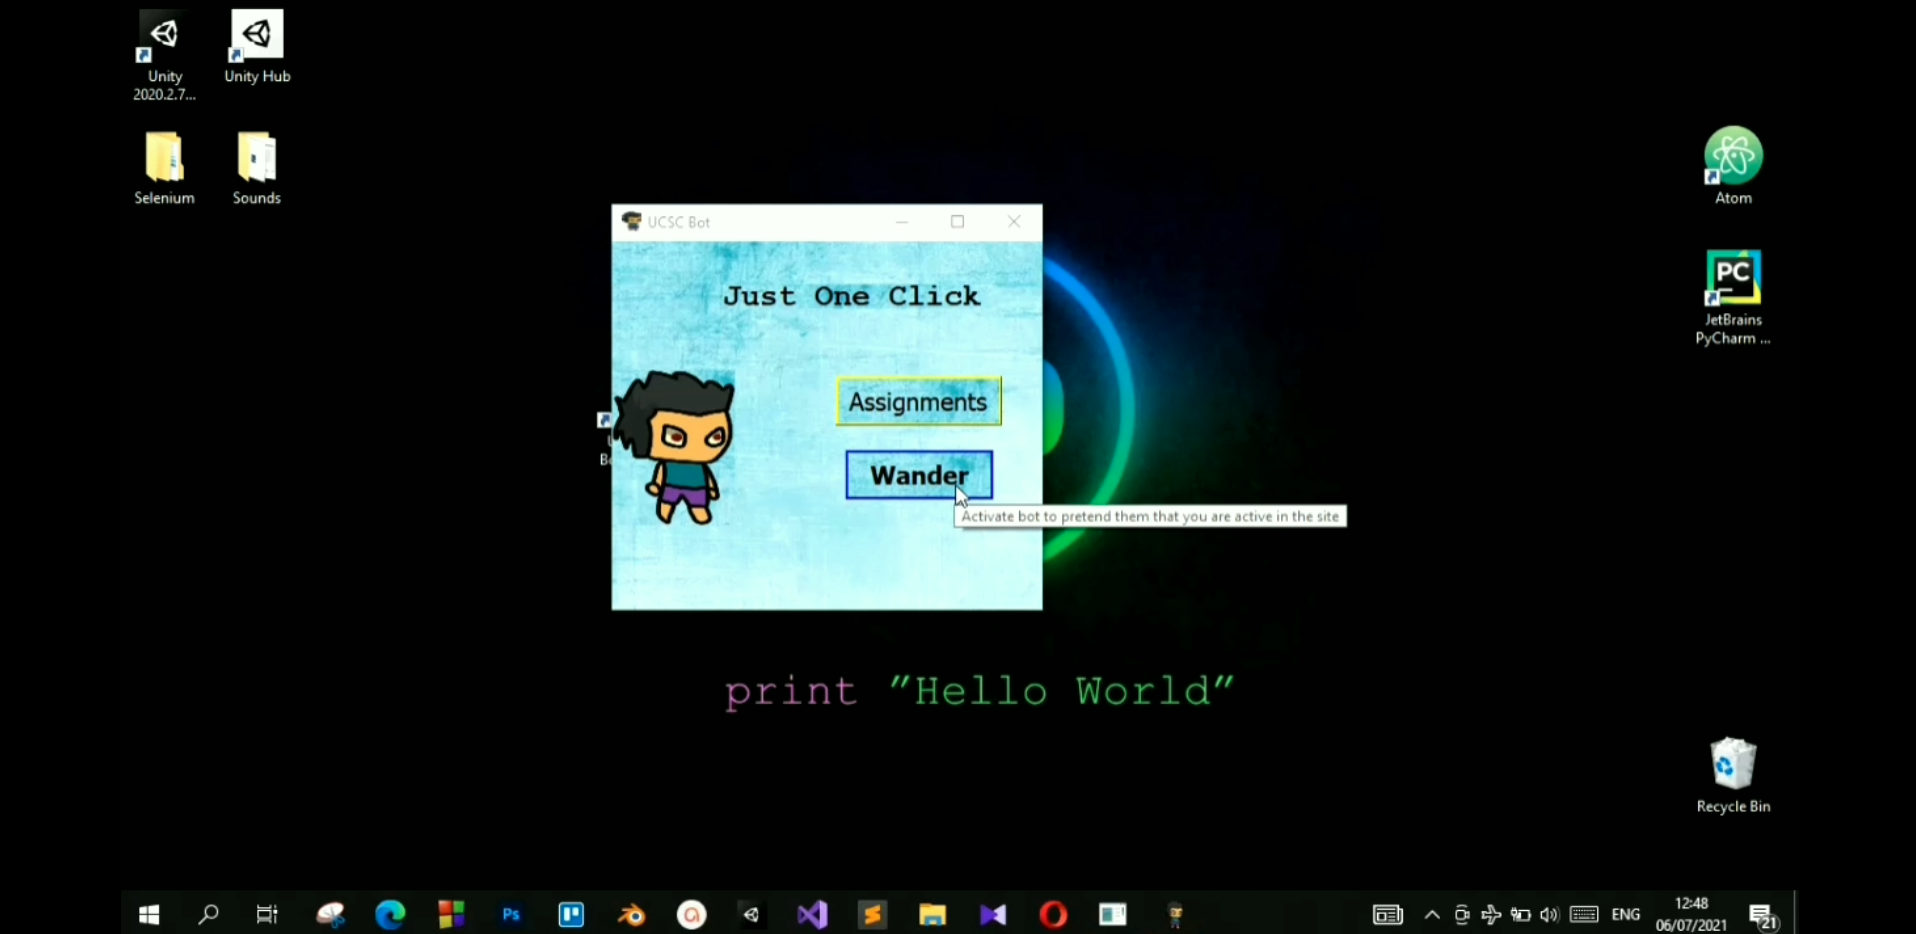 Unity
2020.2.7...
Unity Hub
Selenium
Sounds
Atom
PC
JetBrains
PyCharm ...
UCSC Bot
Just One Click
Assignments
Wander
Activate bot to pretend them that you are active in the site
print ”Hello World”
Recycle Bin
Ps
ENG
12:48
06/07/2021
21